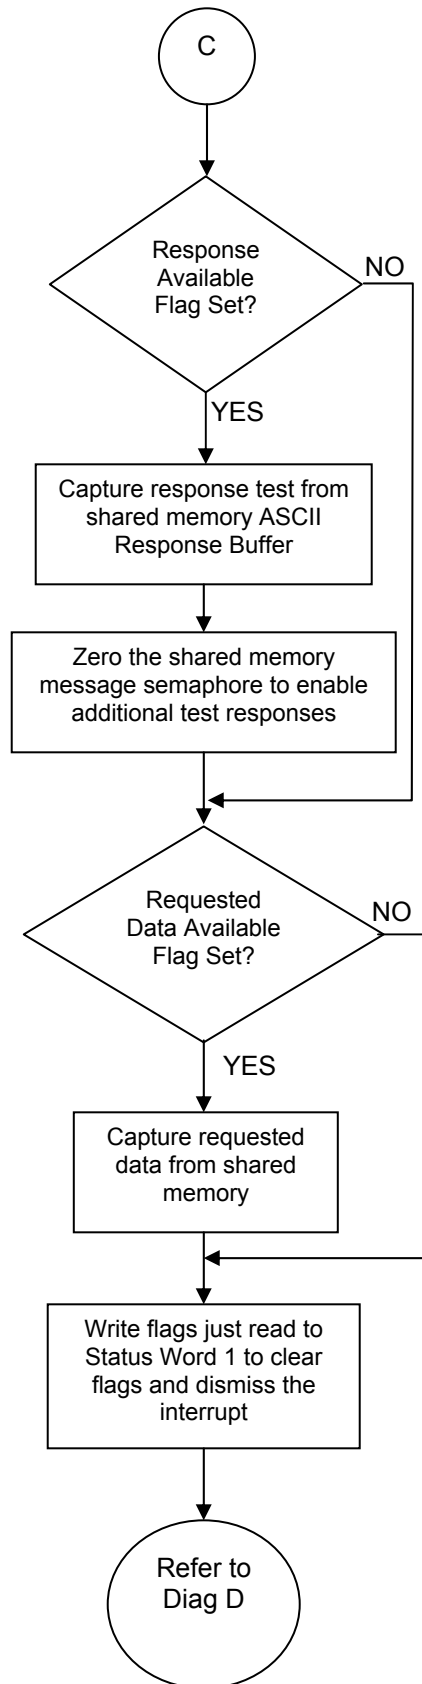 C
Response
Available
Flag Set?
NO
YES
Capture response test from
shared memory ASCII
Response Buffer
Zero the shared memory
message semaphore to enable
additional test responses
Requested
Data Available
Flag Set?
NO
YES
Capture requested
data from shared
memory
Write flags just read to
Status Word 1 to clear
flags and dismiss the
interrupt
Refer to
Diag D